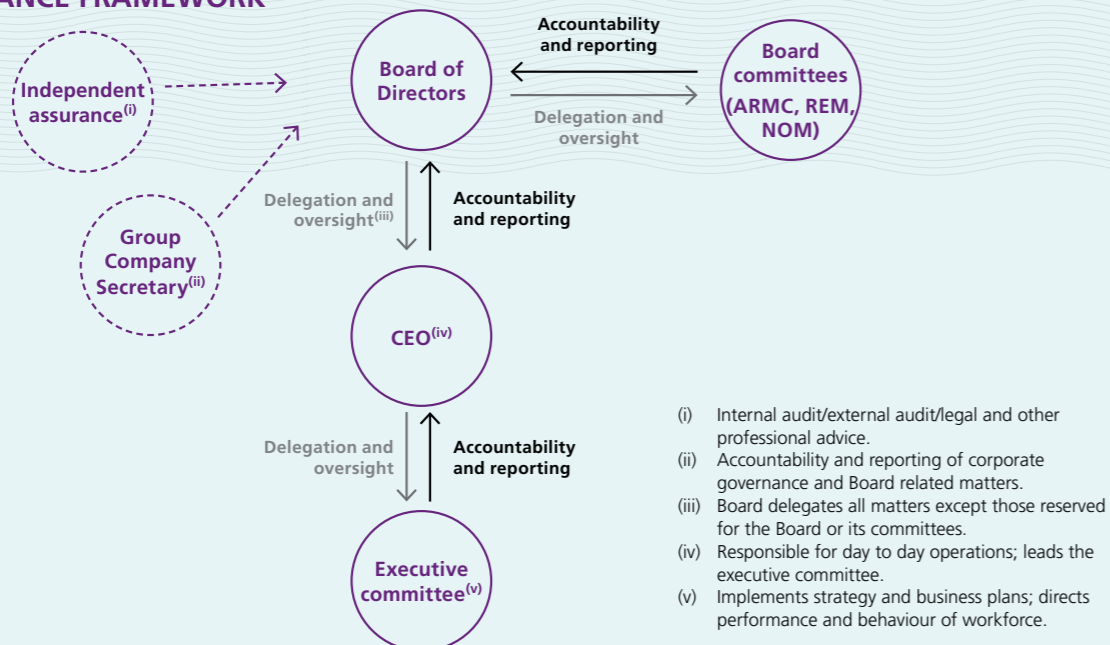 ANCE FRAMEWORK
Independent
assurance(i)
Board of
Directors
Accountability
and reporting
Delegation and
oversight
Board
committees
(ARMC, REM,
NOM)
Group
Company
Secretary(ii)
Delegation and
oversight(iii)
Accountability
and reporting
CEO(iv)
Delegation and
oversight
Accountability
and reporting
Executive
committee(v)
(i) Internal audit/external audit/legal and other
professional advice.
(ii) Accountability and reporting of corporate
governance and Board related matters.
(iii) Board delegates all matters except those reserved
for the Board or its committees.
(iv) Responsible for day to day operations; leads the
executive committee.
(v) Implements strategy and business plans; directs
performance and behaviour of workforce.